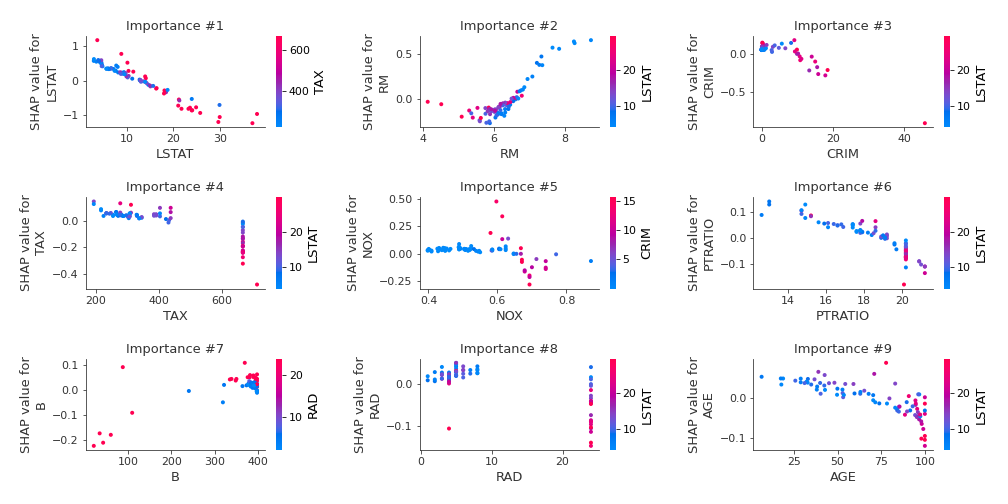 Importance #1
SHAP value for
LSTAT
1
0
−1
10
20
30
LSTAT
600
400
TAX
Importance #2
SHAP value for
RM
0.5
0.0
4
6
8
RM
20
10
LSTAT
Importance #3
SHAP value for
CRIM
0.0
−0.5
0
20
40
CRIM
20
10
LSTAT
Importance #4
SHAP value for
TAX
0.0
−0.2
−0.4
200
400
600
TAX
20
10
LSTAT
Importance #5
SHAP value for
NOX
0.50
0.25
0.00
−0.25
0.4
0.6
0.8
NOX
15
10
5
CRIM
Importance #6
SHAP value for
PTRATIO
0.1
0.0
−0.1
14
16
18
20
PTRATIO
20
10
LSTAT
Importance #7
SHAP value for
B
0.1
0.0
−0.1
−0.2
100
200
300
400
B
20
10
RAD
Importance #8
SHAP value for
RAD
0.0
−0.1
0
10
20
RAD
20
10
LSTAT
Importance #9
SHAP value for
AGE
0.0
−0.1
25
50
75
100
AGE
20
10
LSTAT